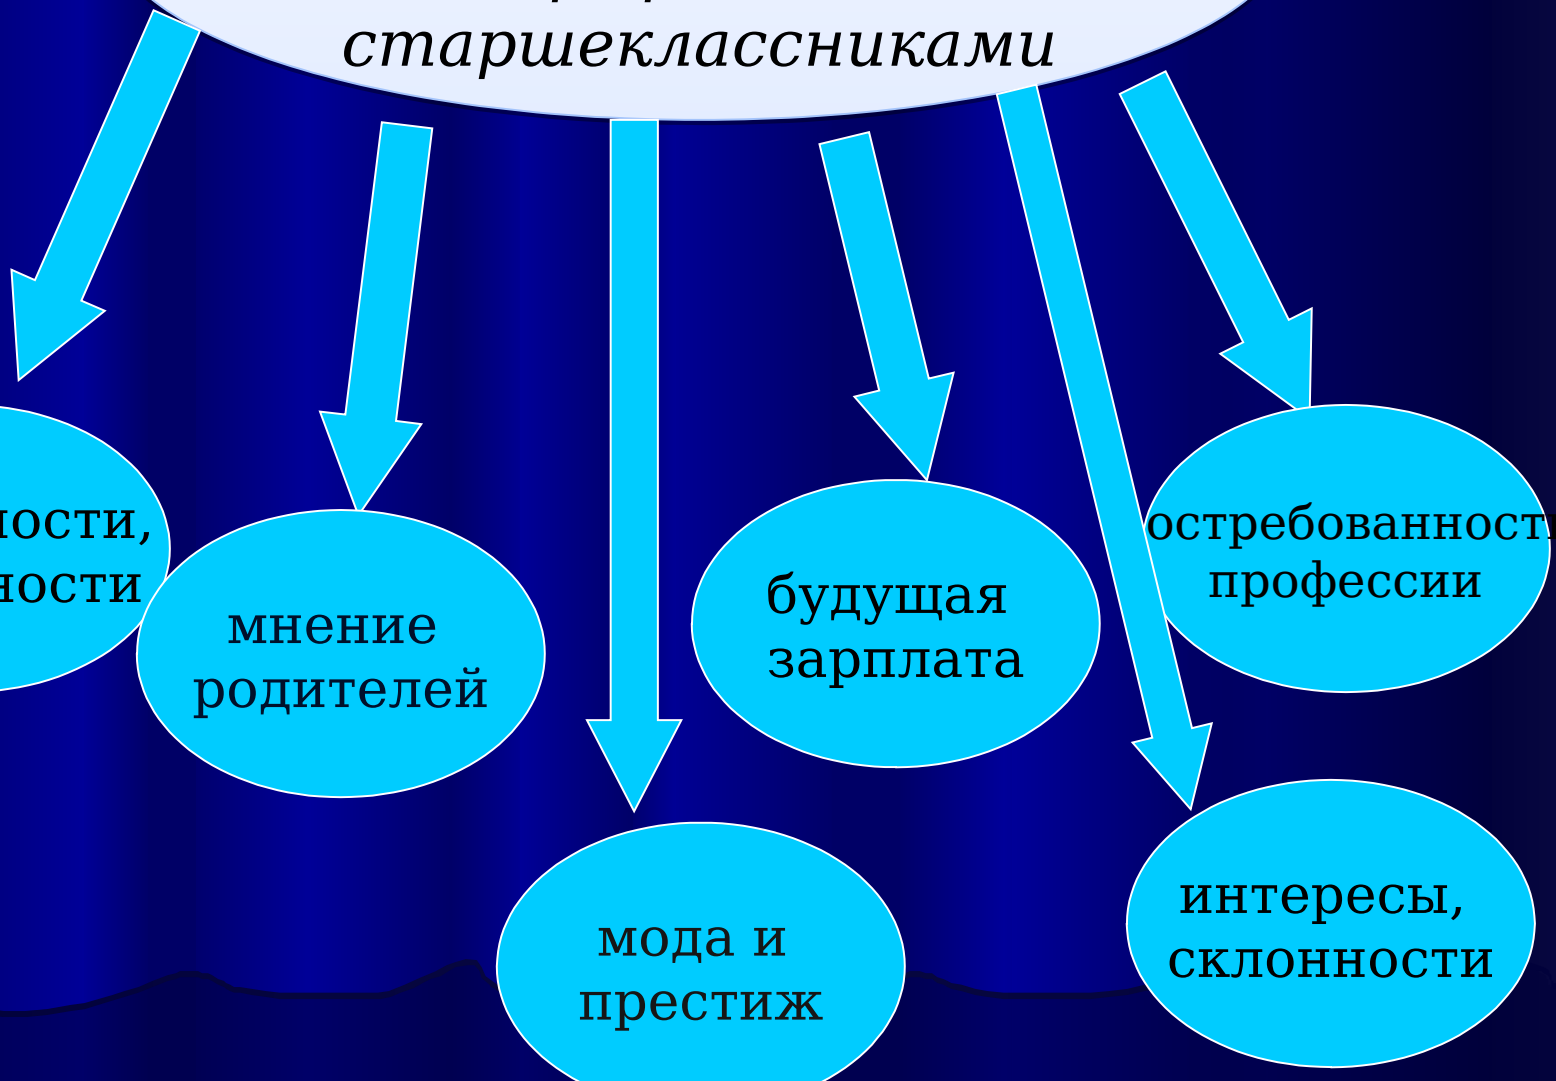 старшеклассниками
мнение
родителей
мода и
престиж
будущая
зарплата
интересы,
склонности
профессии